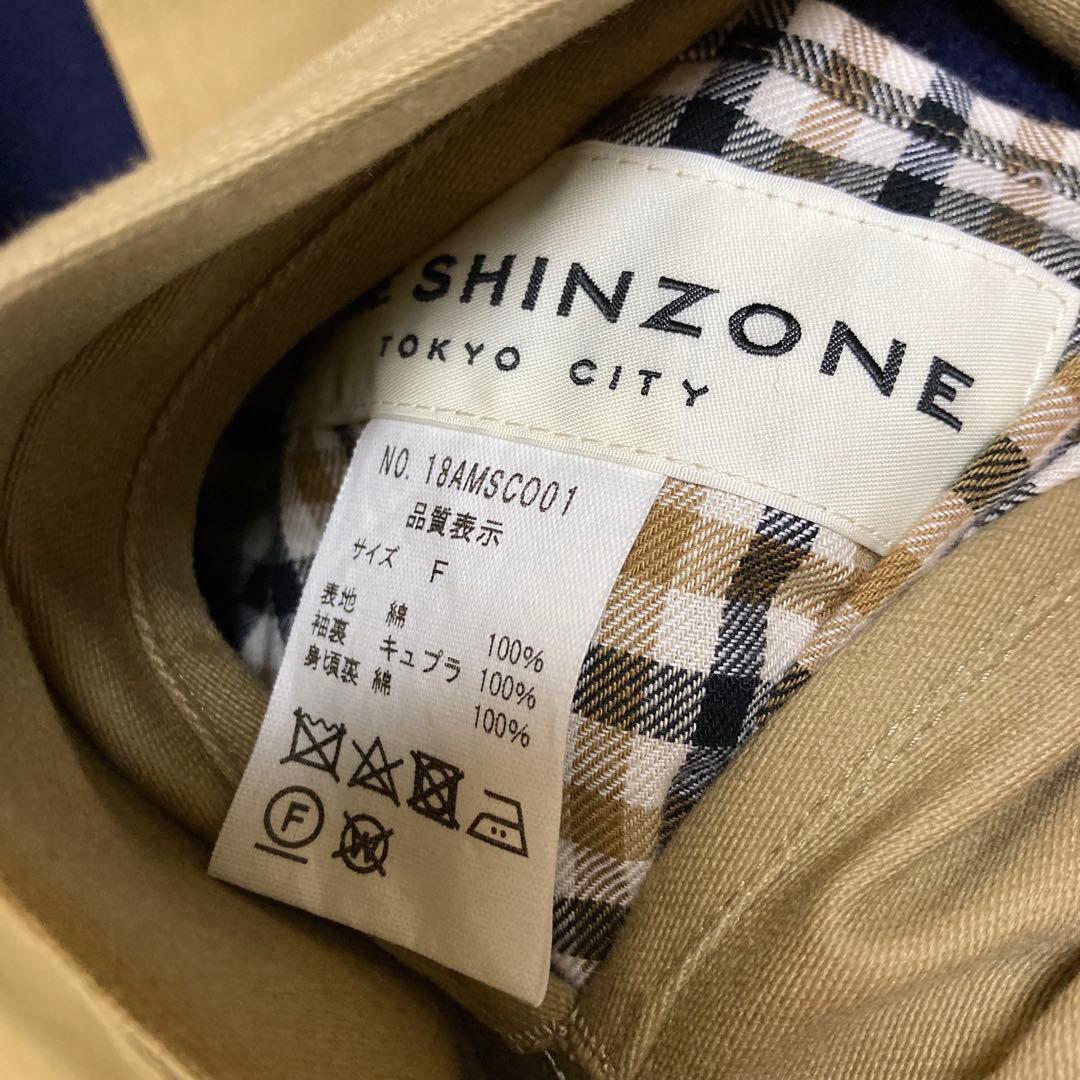 E SHINZONE
TOKYO CITY
NO. 18AMSCO01
品質表示
サイズ F
表地 綿 100%
袖裏 キュプラ 100%
身頃裏 綿 100%
F
W